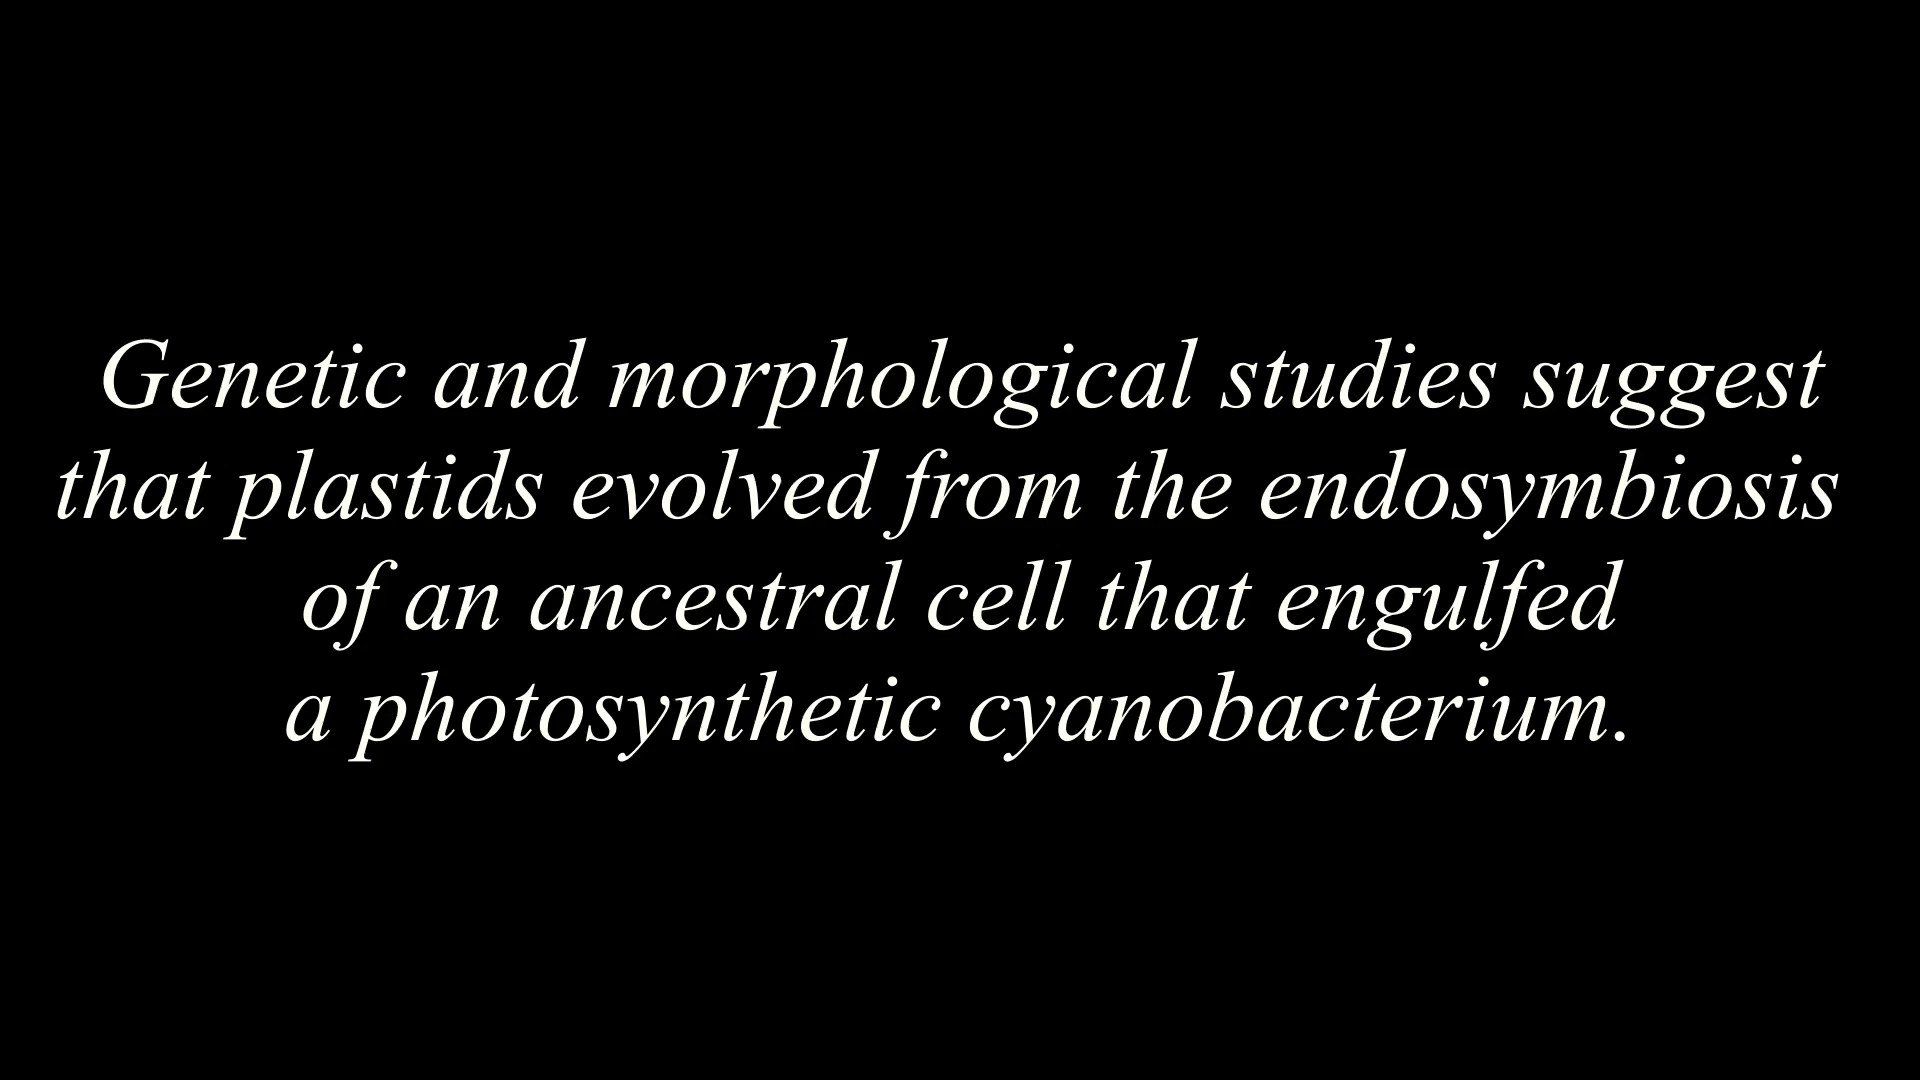 Genetic and morphological studies suggest
that plastids evolved from the endosymbiosis
of an ancestral cell that engulfed
a photosynthetic cyanobacterium.